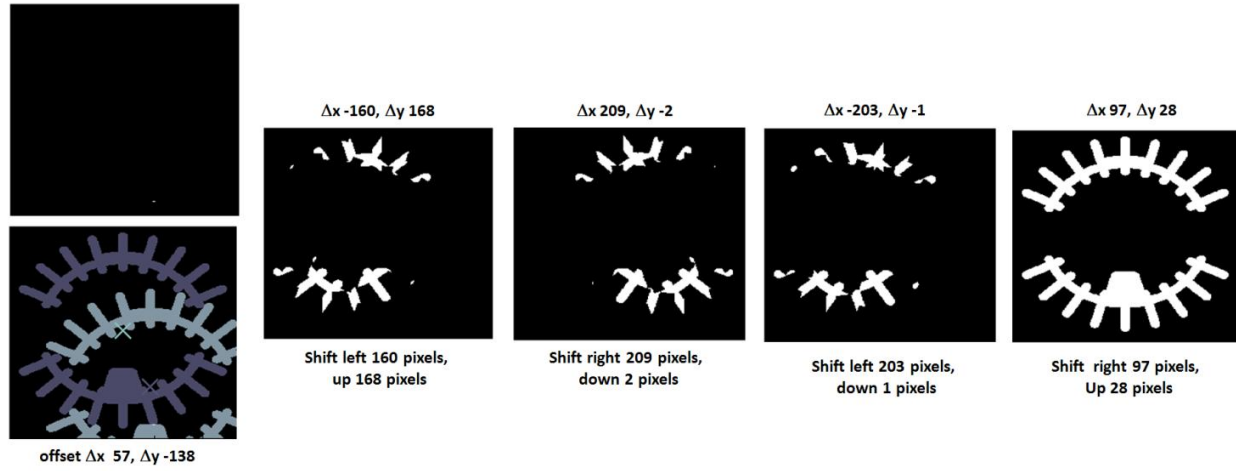 Δx -160, Δy 168
Δx 209, Δy -2
Δx -203, Δy -1
Δx 97, Δy 28
Shift left 160 pixels,
up 168 pixels
Shift right 209 pixels,
down 2 pixels
Shift left 203 pixels,
down 1 pixels
Shift right 97 pixels,
Up 28 pixels
offset Δx 57, Δy -138